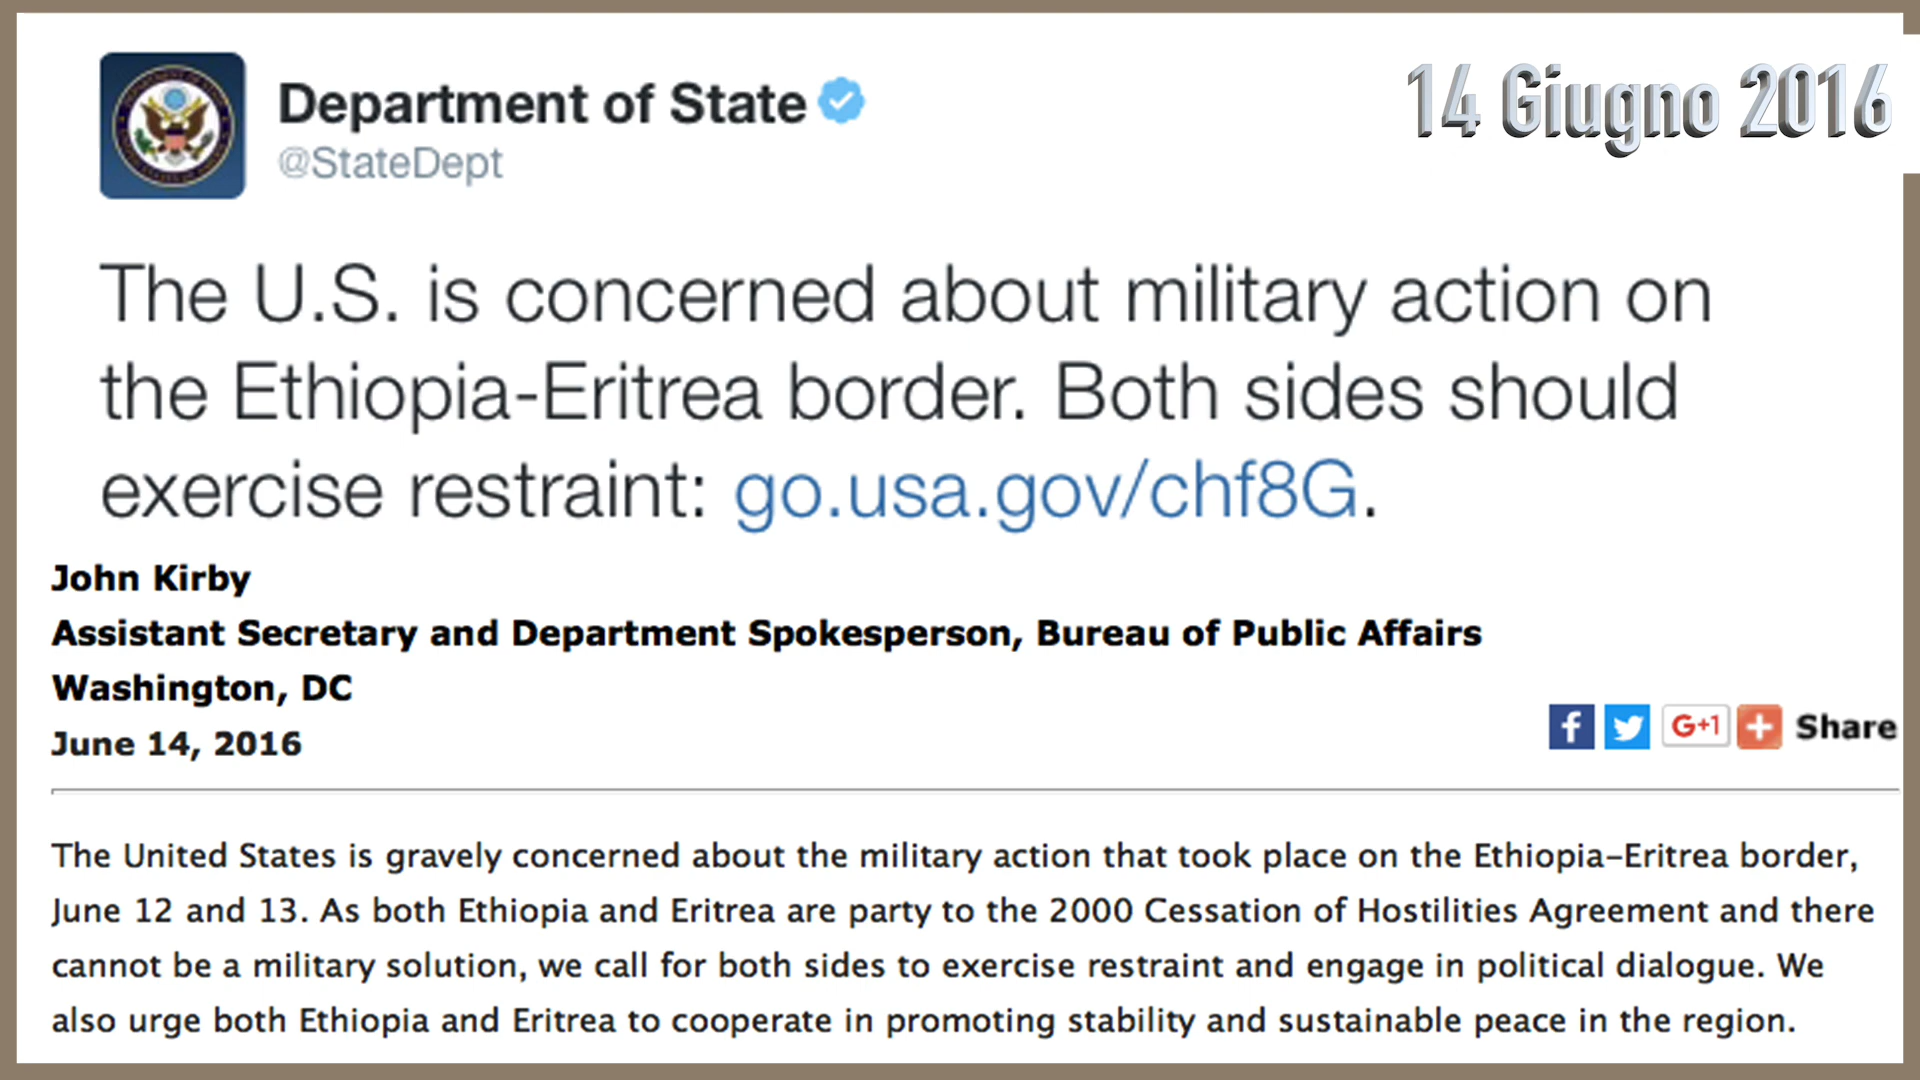 Department of State
@StateDept
14 Giugno 2016
The U.S. is concerned about military action on
the Ethiopia-Eritrea border. Both sides should
exercise restraint: go.usa.gov/chf8G.
John Kirby
Assistant Secretary and Department Spokesperson, Bureau of Public Affairs
Washington, DC
June 14, 2016
f G+1 + Share
The United States is gravely concerned about the military action that took place on the Ethiopia–Eritrea border,
June 12 and 13. As both Ethiopia and Eritrea are party to the 2000 Cessation of Hostilities Agreement and there
cannot be a military solution, we call for both sides to exercise restraint and engage in political dialogue. We
also urge both Ethiopia and Eritrea to cooperate in promoting stability and sustainable peace in the region.